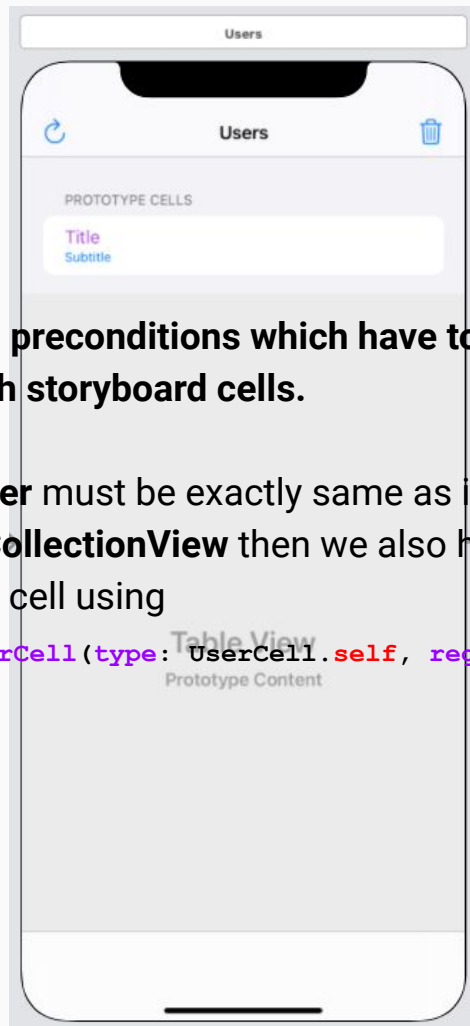 Users
Users
PROTOTYPE CELLS
Title
Subtitle
preconditions which have to
h storyboard cells.
er must be exactly same as i
ollectionView then we also h
cell using
rCell(type: UserCell.self, reg
Table View
Prototype Content